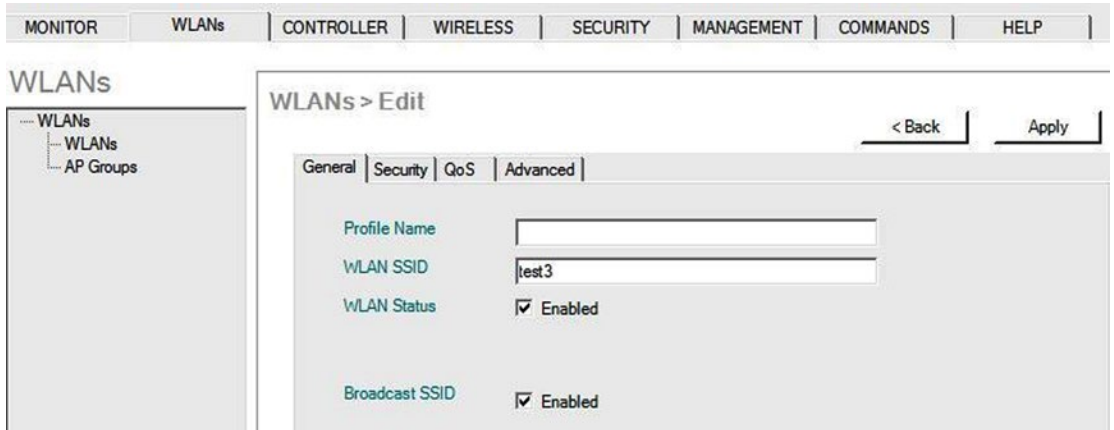 MONITOR WLANs CONTROLLER WIRELESS SECURITY MANAGEMENT COMMANDS HELP
WLANs
WLANs
WLANs
AP Groups
WLANs > Edit
< Back Apply
General Security QoS Advanced
Profile Name
WLAN SSID test3
WLAN Status Enabled
Broadcast SSID Enabled